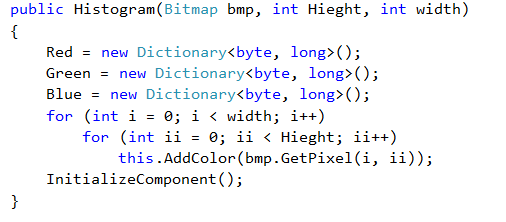 public Histogram(Bitmap bmp, int Hieght, int width)
{
Red = new Dictionary<byte, long>();
Green = new Dictionary<byte, long>();
Blue = new Dictionary<byte, long>();
for (int i = 0; i < width; i++)
for (int ii = 0; ii < Hieght; ii++)
this.AddColor(bmp.GetPixel(i, ii));
InitializeComponent();
}